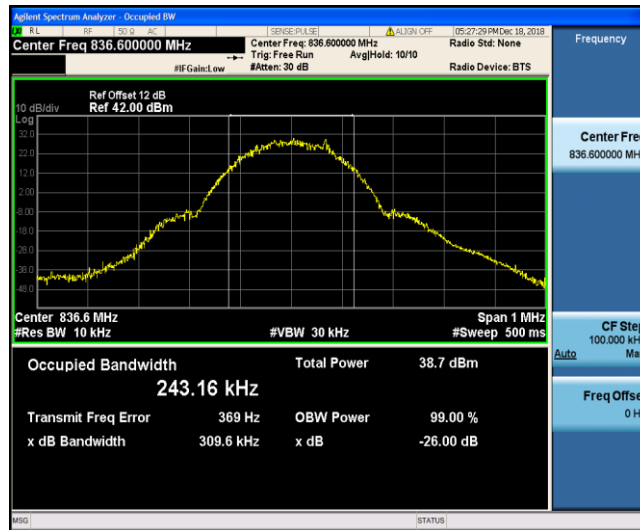 Agilent Spectrum Analyzer - Occupied BW
RL RF 50 Ω AC SENSE:PULSE ALIGN OFF 05:27:29 PM Dec 18, 2018
Center Freq 836.600000 MHz Center Freq: 836.600000 MHz Radio Std: None
Trig: Free Run Avg|Hold: 10/10
#IFGain:Low #Atten: 30 dB Radio Device: BTS
Frequency
Ref Offset 12 dB
10 dB/div Ref 42.00 dBm
Log
32.0
22.0
12.0
2.00
-8.00
-18.0
-28.0
-38.0
-48.0
Center 836.6 MHz Span 1 MHz
#Res BW 10 kHz #VBW 30 kHz #Sweep 500 ms
Center Fre
836.600000 MH
CF Step
100.000 kH
Auto Ma
Freq Offse
0 H
Occupied Bandwidth Total Power 38.7 dBm
243.16 kHz
Transmit Freq Error 369 Hz OBW Power 99.00 %
x dB Bandwidth 309.6 kHz x dB -26.00 dB
MSG STATUS